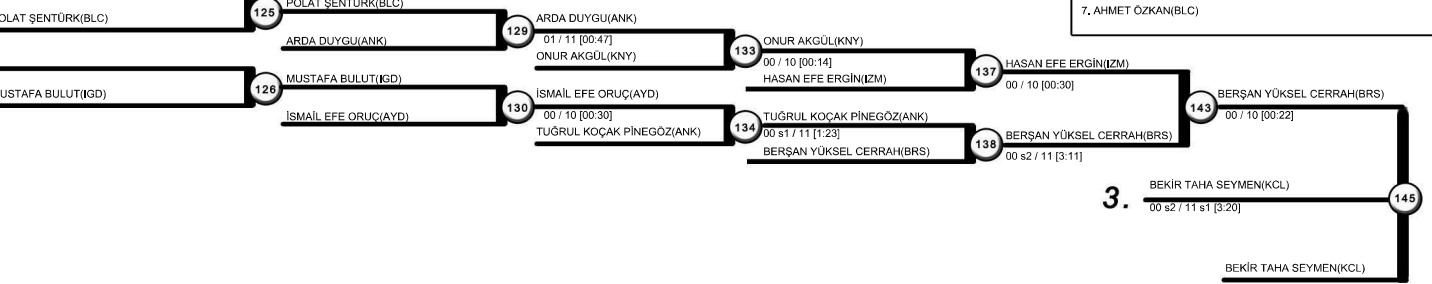 7. AHMET ÖZKAN(BLC)
POLAT ŞENTÜRK(BLC)
125
POLAT ŞENTÜRK(BLC)
ARDA DUYGU(ANK)
129
ARDA DUYGU(ANK)
01 / 11 [00:47]
ONUR AKGÜL(KNY)
133
ONUR AKGÜL(KNY)
00 / 10 [00:14]
HASAN EFE ERGİN(IZM)
137
HASAN EFE ERGİN(IZM)
00 / 10 [00:30]
MUSTAFA BULUT(IGD)
126
MUSTAFA BULUT(IGD)
İSMAİL EFE ORUÇ(AYD)
130
İSMAİL EFE ORUÇ(AYD)
00 / 10 [00:30]
TUĞRUL KOÇAK PİNEGÖZ(ANK)
134
TUĞRUL KOÇAK PİNEGÖZ(ANK)
00 s1 / 11 [1:23]
BERŞAN YÜKSEL CERRAH(BRS)
138
BERŞAN YÜKSEL CERRAH(BRS)
00 s2 / 11 [3:11]
143
BERŞAN YÜKSEL CERRAH(BRS)
00 / 10 [00:22]
3.
BEKİR TAHA SEYMEN(KCL)
00 s2 / 11 s1 [3:20]
145
BEKİR TAHA SEYMEN(KCL)